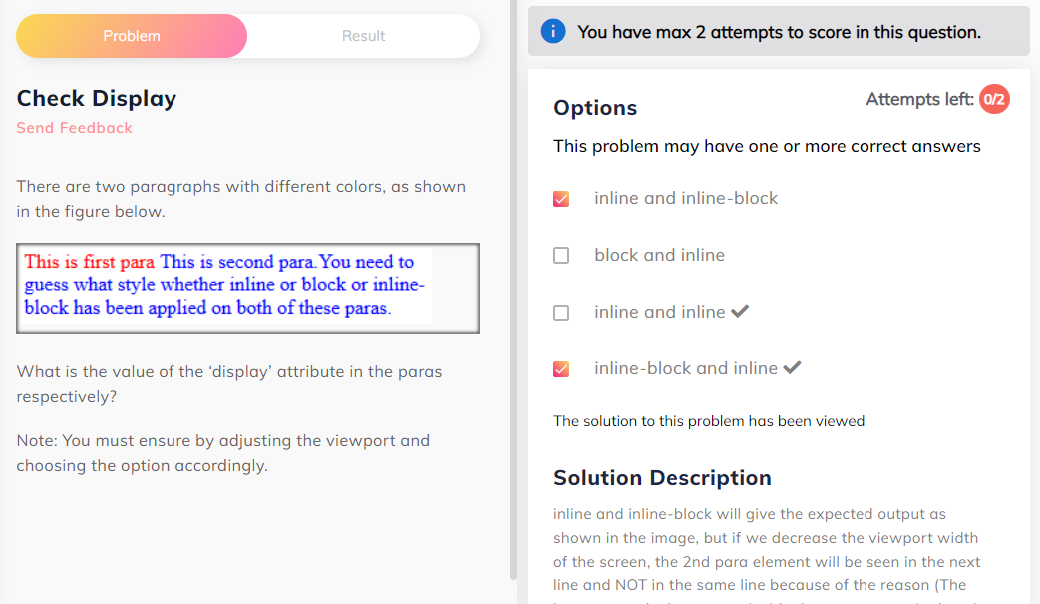 Problem
Result
Check Display
Send Feedback
There are two paragraphs with different colors, as shown
in the figure below.
This is first para This is second para.You need to
guess what style whether inline or block or inline-
block has been applied on both of these paras.
What is the value of the ‘display’ attribute in the paras
respectively?
Note: You must ensure by adjusting the viewport and
choosing the option accordingly.
You have max 2 attempts to score in this question.
Options
Attempts left: 0/2
This problem may have one or more correct answers
inline and inline-block
block and inline
inline and inline
inline-block and inline
The solution to this problem has been viewed
Solution Description
inline and inline-block will give the expected output as
shown in the image, but if we decrease the viewport width
of the screen, the 2nd para element will be seen in the next
line and NOT in the same line because of the reason (The